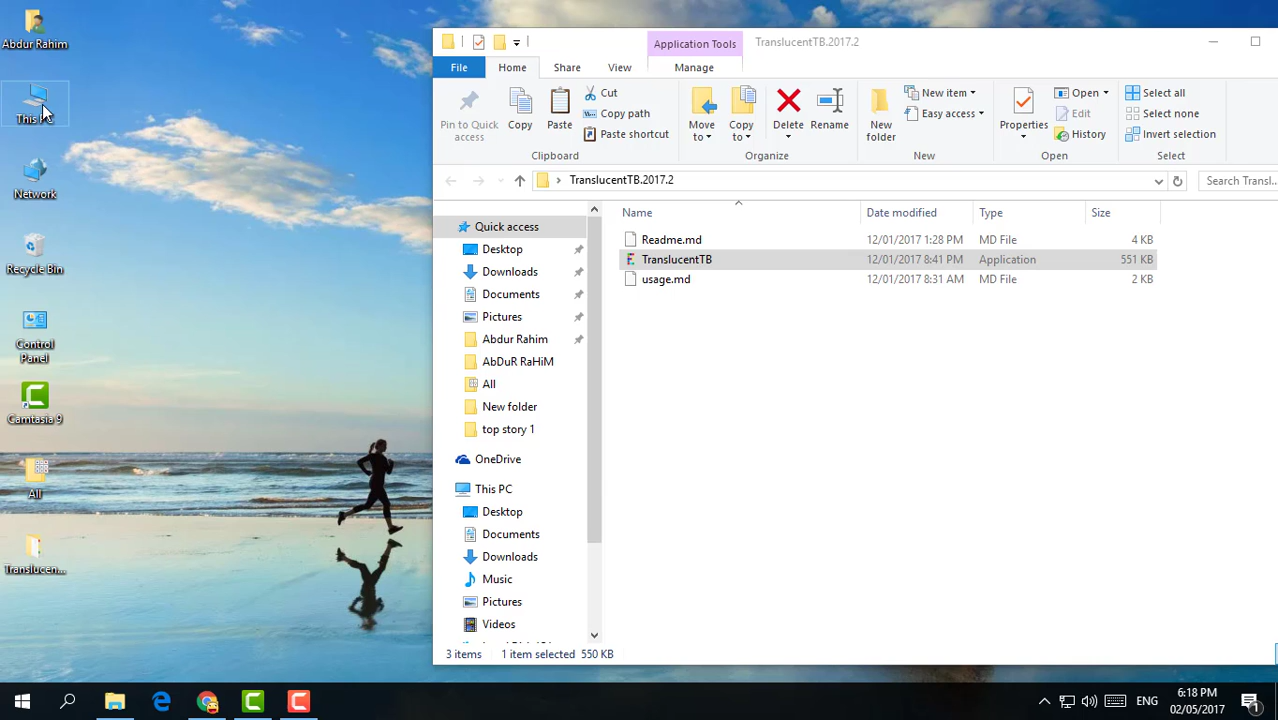 Abdur Rahim
This PC
Network
Recycle Bin
Control
Panel
Camtasia 9
All
Translucen...
Application Tools
TranslucentTB.2017.2
File
Home
Share
View
Manage
Pin to Quick
access
Copy
Paste
Cut
Copy path
Paste shortcut
Clipboard
Move
to
Copy
to
Delete
Rename
Organize
New
folder
New item
Easy access
New
Properties
Open
Edit
History
Open
Select all
Select none
Invert selection
Select
TranslucentTB.2017.2
Search Transl...
Name
Date modified
Type
Size
Readme.md 12/01/2017 1:28 PM MD File 4 KB
TranslucentTB 12/01/2017 8:41 PM Application 551 KB
usage.md 12/01/2017 8:31 AM MD File 2 KB
Quick access
Desktop
Downloads
Documents
Pictures
Abdur Rahim
AbDuR RaHiM
All
New folder
top story 1
OneDrive
This PC
Desktop
Documents
Downloads
Music
Pictures
Videos
3 items 1 item selected 550 KB
ENG
6:18 PM
02/05/2017
1